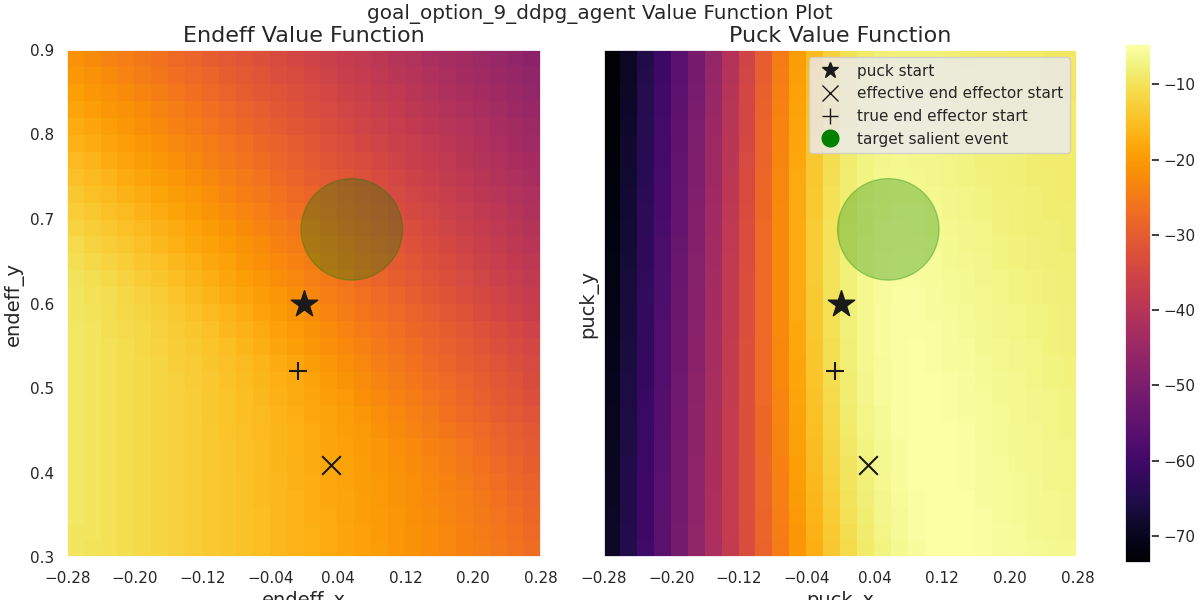 goal_option_9_ddpg_agent Value Function Plot
Endeff Value Function
Puck Value Function
0.9
0.8
0.7
0.6
0.5
0.4
0.3
endeff_y
−0.28 −0.20 −0.12 −0.04 0.04 0.12 0.20 0.28
endeff_x
puck_y
puck start
effective end effector start
true end effector start
target salient event
−0.28 −0.20 −0.12 −0.04 0.04 0.12 0.20 0.28
puck_x
−10
−20
−30
−40
−50
−60
−70